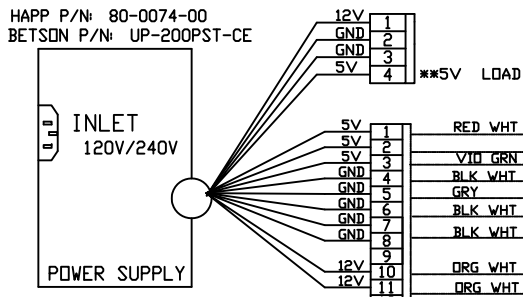 HAPP P/N: 80-0074-00
BETSON P/N: UP-200PST-CE
INLET
120V/240V
POWER SUPPLY
12V 1
GND 2
GND 3
5V 4 **5V LOAD
5V 1 RED WHT
5V 2
5V 3 VIO GRN
GND 4 BLK WHT
GND 5 GRY
GND 6 BLK WHT
GND 7
GND 8 BLK WHT
9
12V 10 ORG WHT
12V 11 ORG WHT